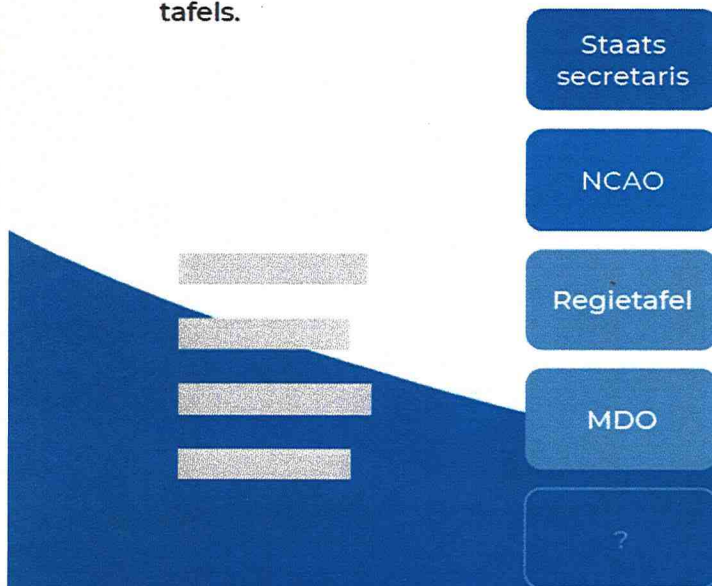 tafels.
Staats
secretaris
NCAO
Regietafel
MDO
?